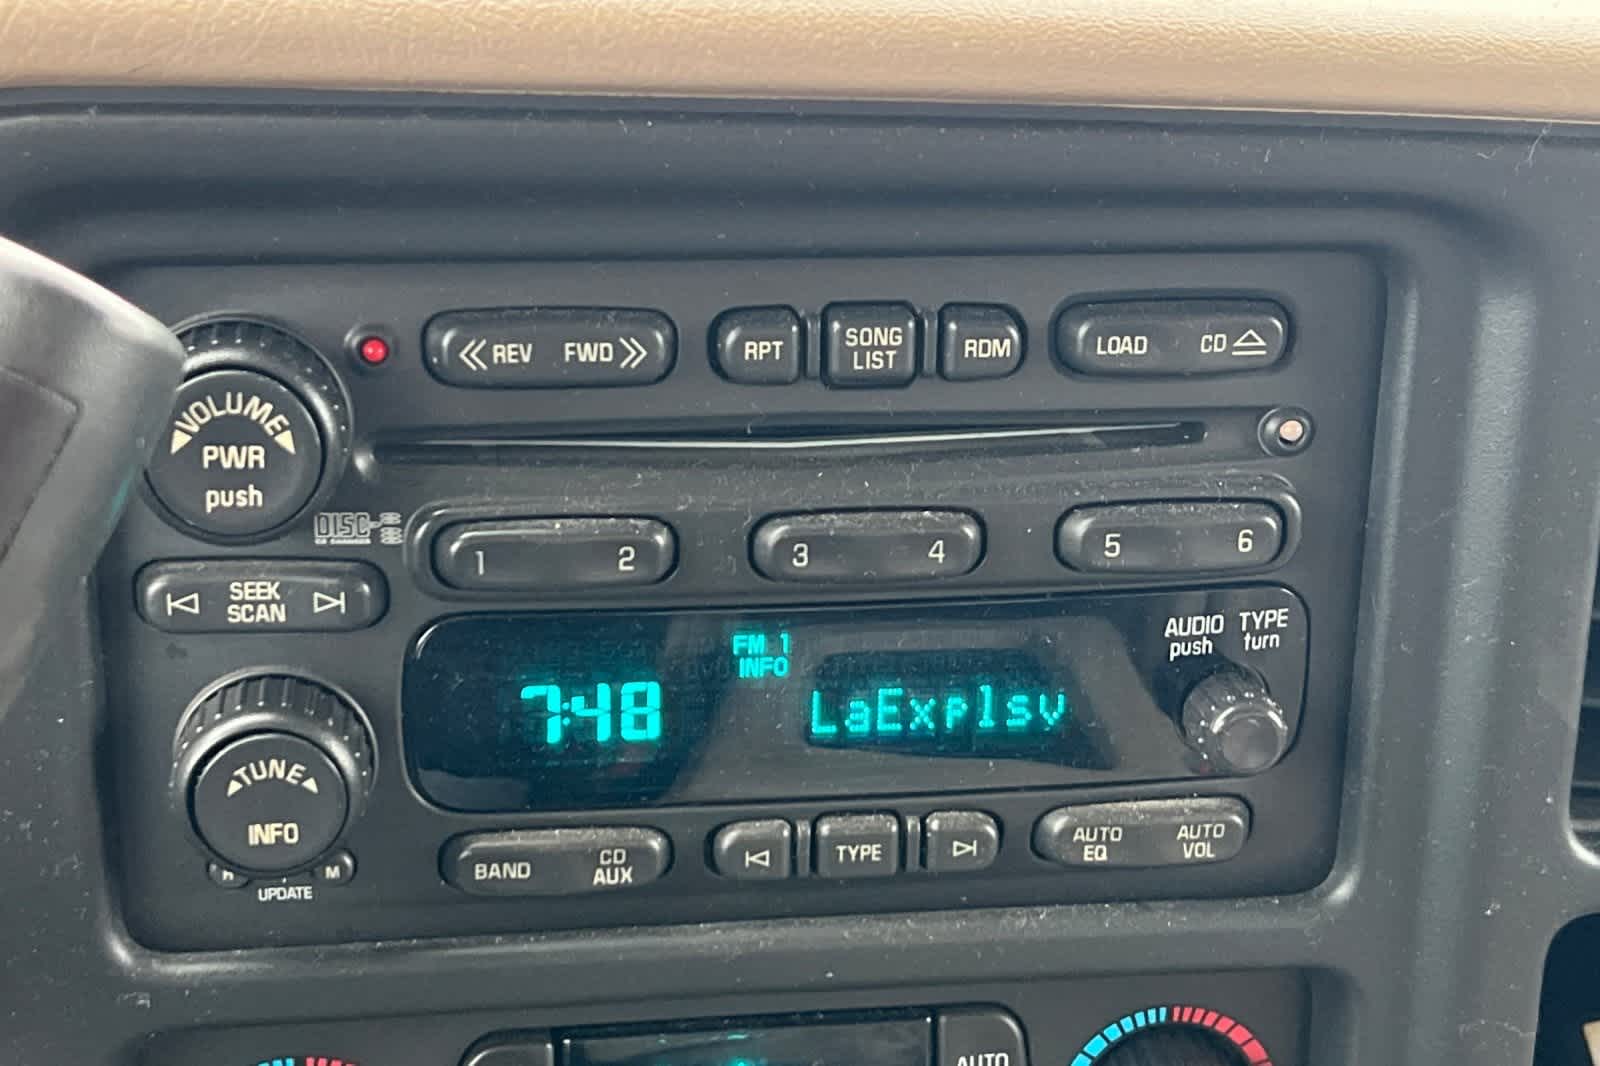 REV FWD
RPT
SONG
LIST
RDM
LOAD CD
VOLUME
PWR
push
DISC
1 2
3 4
5 6
SEEK
SCAN
AUDIO TYPE
push turn
FM 1
INFO
7:48
LaExplsv
TUNE
INFO
H M
UPDATE
BAND
CD
AUX
TYPE
AUTO
EQ
AUTO
VOL
AUTO